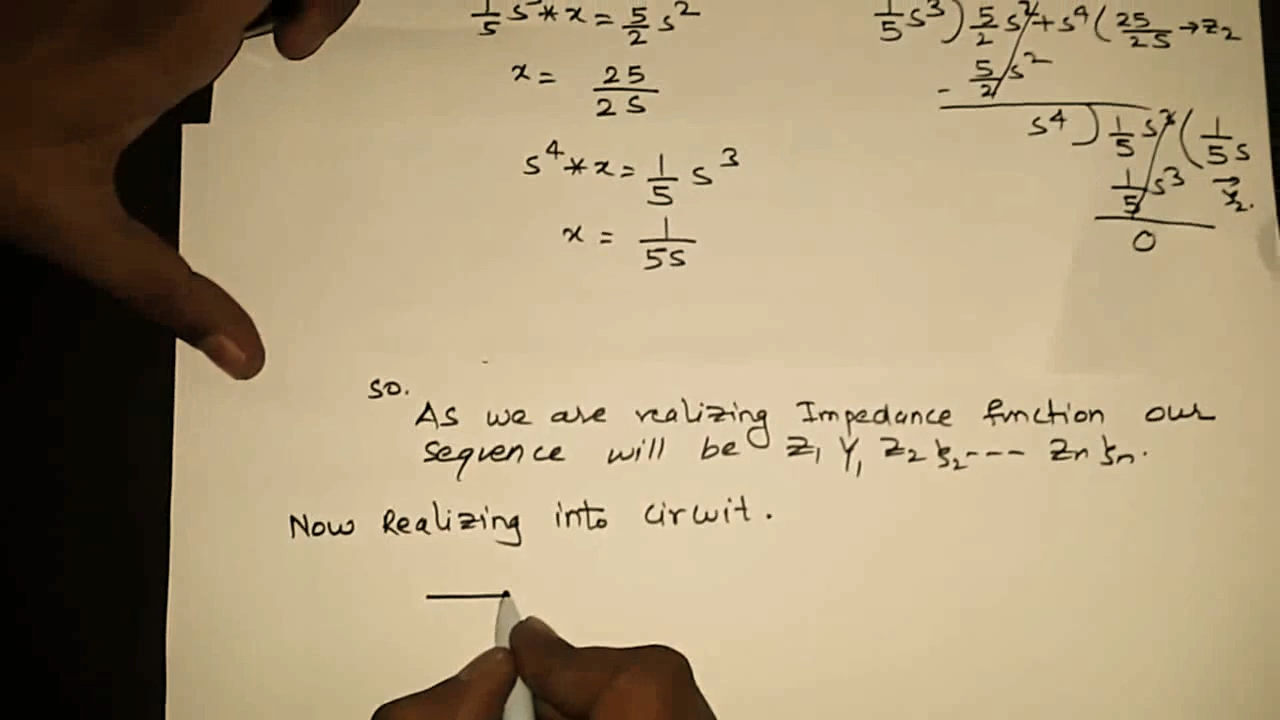 1/5 s³ * x = 5/2 s²
x = 25/2s
s⁴ * x = 1/5 s³
x = 1/5s
1/5 s³ ) 5/2 s² + s⁴ ( 25/2s → Z₂
- 5/2 s²
s⁴ ) 1/5 s³ ( 1/5s → Y₂.
1/5 s³
0
so.
As we are realizing Impedance function our
sequence will be Z₁ Y₁ Z₂ Y₂---- Zn Yn.
Now Realizing into circuit.